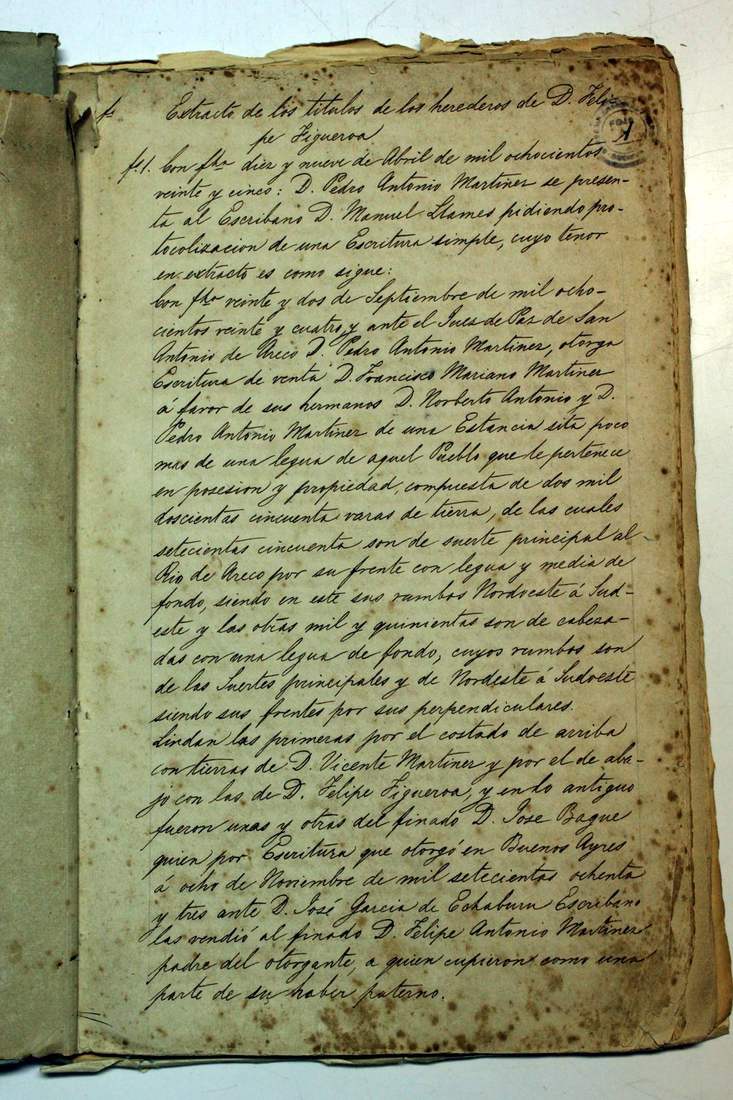 Extracto de los titulos de los herederos de D. Feli-
pe Figueroa
fs. 1. Con fha diez y nueve de Abril de mil ochocientos
veinte y cinco: D. Pedro Antonio Martinez se presen-
ta al Escribano D. Manuel Llames pidiendo pro-
tocolizacion de una Escritura simple, cuyo tenor
en extracto es como sigue:
Con fha veinte y dos de Septiembre de mil ocho-
cientos veinte y cuatro, y ante el Juez de Paz de San
Antonio de Areco D. Pedro Antonio Martinez, otorga
Escritura de venta D. Francisco Mariano Martinez
á favor de sus hermanos D. Norberto Antonio y D.
Pedro Antonio Martinez de una Estancia sita poco
mas de una legua de aquel Pueblo que le pertenece
en posesion y propiedad, compuesta de dos mil
doscientas cincuenta varas de tierra, de las cuales
setecientas cincuenta son de suerte principal al
Rio de Areco por su frente con legua y media de
fondo, siendo en este sus rumbos Nordoeste á Sud-
este y las otras mil y quinientas son de cabeza-
das con una legua de fondo, cuyos rumbos son
de las Suertes principales y de Nordeste á Sudoeste
siendo sus frentes por sus perpendiculares.
Lindan las primeras por el costado de arriba
con tierras de D. Vicente Martinez y por el de aba-
jo con las de D. Felipe Figueroa, y en lo antiguo
fueron unas y otras del finado D. Jose Bague
quien por Escritura que otorgó en Buenos Ayres
á ocho de Noviembre de mil setecientos ochenta
y tres ante D. José Garcia de Echaburu Escribano
las vendió al finado D. Felipe Antonio Martinez
padre del otorgante, a quien cupieron como una
parte de su haber paterno.